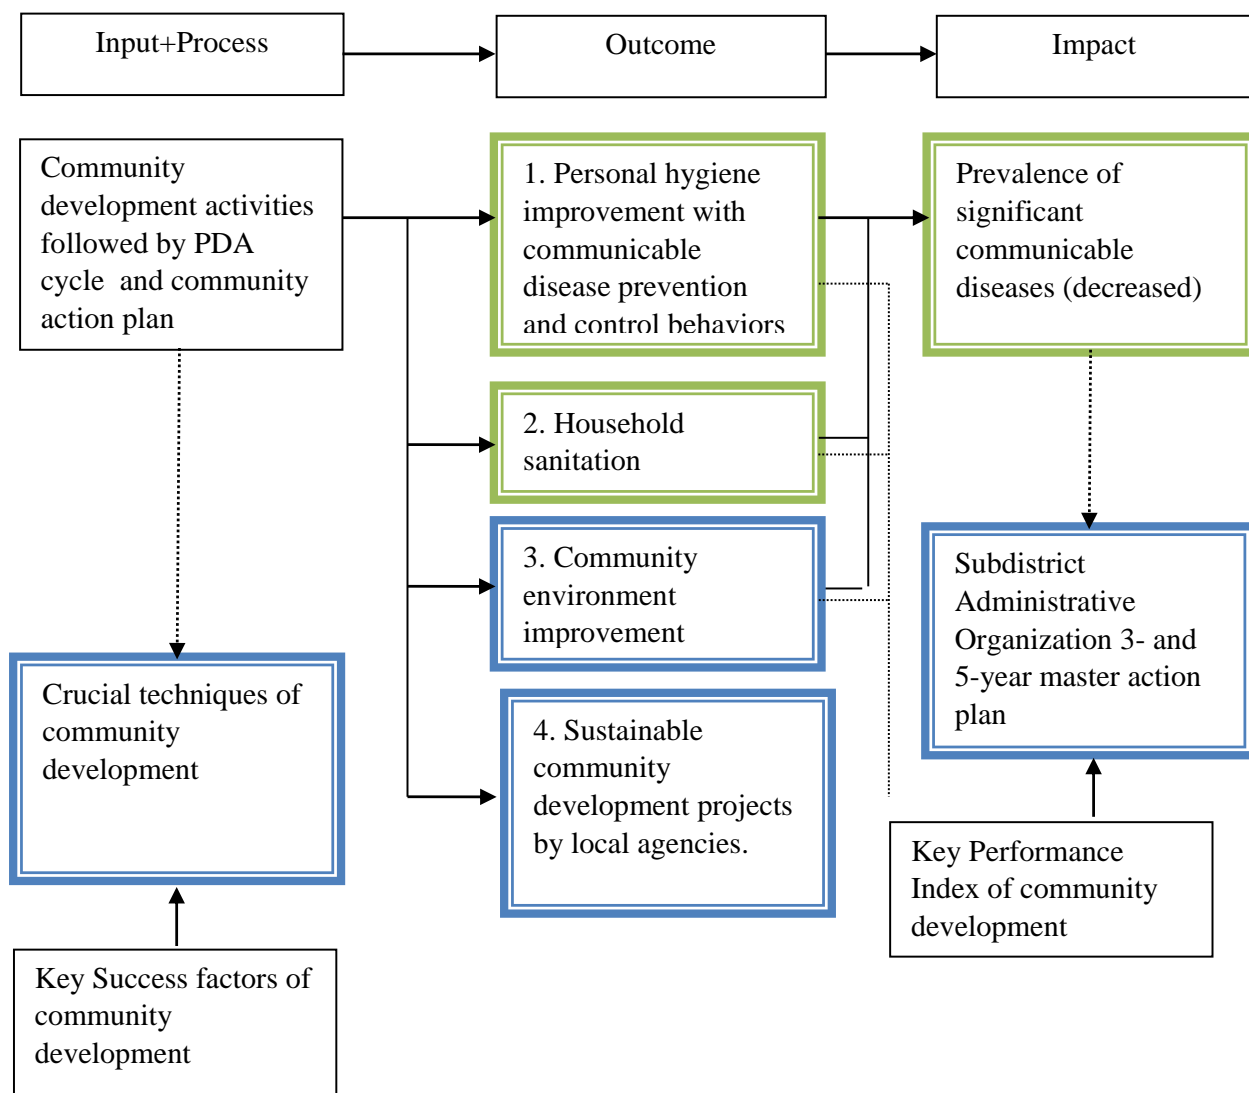 Input+Process
Outcome
Impact
Community
development activities
followed by PDA
cycle and community
action plan
1. Personal hygiene
improvement with
communicable
disease prevention
and control behaviors
Prevalence of
significant
communicable
diseases (decreased)
2. Household
sanitation
3. Community
environment
improvement
Subdistrict
Administrative
Organization 3- and
5-year master action
plan
Crucial techniques of
community
development
4. Sustainable
community
development projects
by local agencies.
Key Performance
Index of community
development
Key Success factors of
community
development